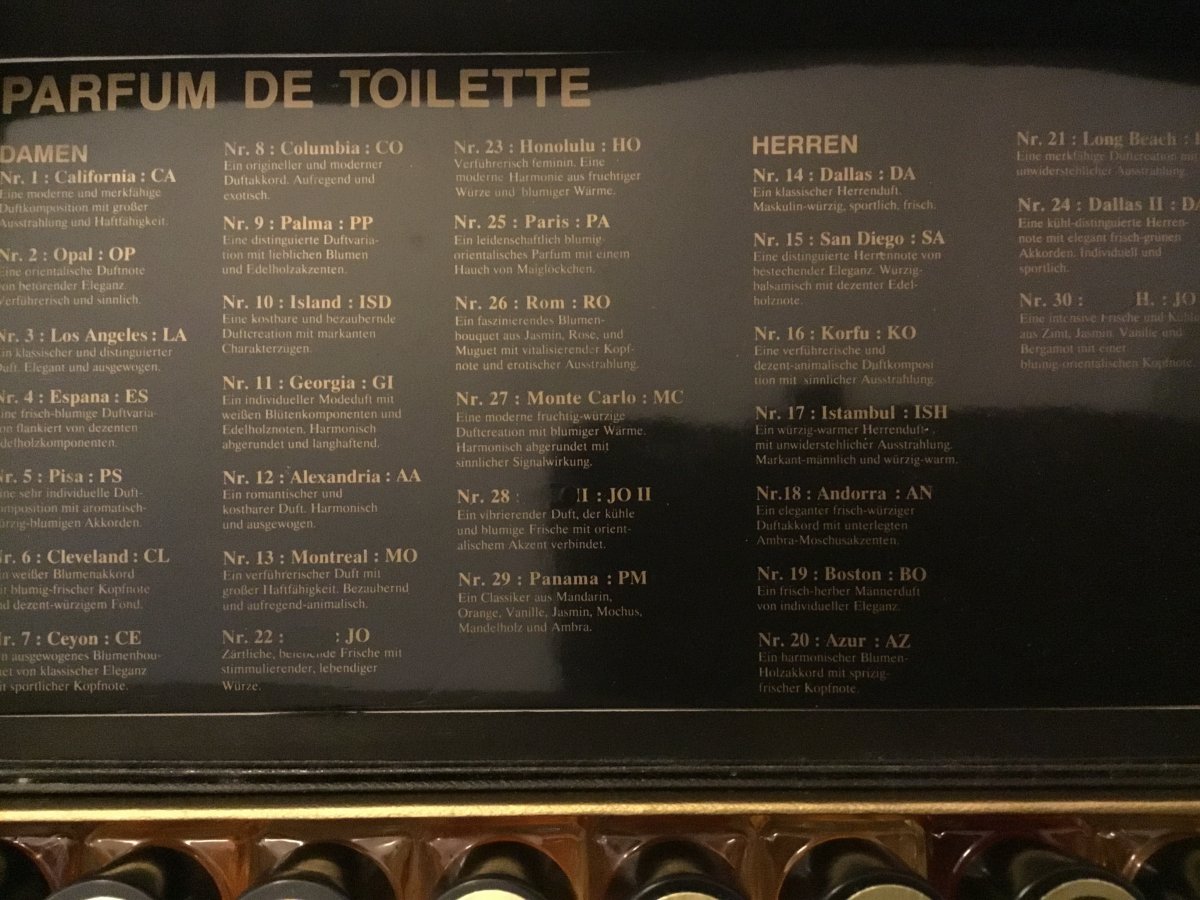 PARFUM DE TOILETTE
DAMEN
Nr. 1 : California : CA
Eine moderne und merkfähige
Duftkomposition mit großer
Ausstrahlung und Haftfähigkeit.
Nr. 2 : Opal : OP
Eine orientalische Duftnote
von betörender Eleganz.
Verführerisch und sinnlich.
Nr. 3 : Los Angeles : LA
in klassischer und distinguierter
Duft. Elegant und ausgewogen.
Nr. 4 : Espana : ES
ine frisch-blumige Duftvaria-
on flankiert von dezenten
delholzkomponenten.
Nr. 5 : Pisa : PS
ine sehr individuelle Duft-
omposition mit aromatisch-
ürzig-blumigen Akkorden.
Nr. 6 : Cleveland : CL
n weißer Blumenakkord
it blumig-frischer Kopfnote
nd dezent-würzigem Fond.
Nr. 7 : Ceyon : CE
n ausgewogenes Blumenbou-
et von klassischer Eleganz
it sportlicher Kopfnote.
Nr. 8 : Columbia : CO
Ein origineller und moderner
Duftakkord. Aufregend und
exotisch.
Nr. 9 : Palma : PP
Eine distinguierte Duftvaria-
tion mit lieblichen Blumen
und Edelholzakzenten.
Nr. 10 : Island : ISD
Eine kostbare und bezaubernde
Duftcreation mit markanten
Charakterzügen.
Nr. 11 : Georgia : GI
Ein individueller Modeduft mit
weißen Blütenkomponenten und
Edelholznoten. Harmonisch
abgerundet und langhaftend.
Nr. 12 : Alexandria : AA
Ein romantischer und
kostbarer Duft. Harmonisch
und ausgewogen.
Nr. 13 : Montreal : MO
Ein verführerischer Duft mit
großer Haftfähigkeit. Bezaubernd
und aufregend-animalisch.
Nr. 22 : : JO
Zärtliche, belebende Frische mit
stimmulierender, lebendiger
Würze.
Nr. 23 : Honolulu : HO
Verführerisch feminin. Eine
moderne Harmonie aus fruchtiger
Würze und blumiger Wärme.
Nr. 25 : Paris : PA
Ein leidenschaftlich blumig-
orientalisches Parfum mit einem
Hauch von Maiglöckchen.
Nr. 26 : Rom : RO
Ein faszinierendes Blumen-
bouquet aus Jasmin, Rose, und
Muguet mit vitalisierender Kopf-
note und erotischer Ausstrahlung.
Nr. 27 : Monte Carlo : MC
Eine moderne fruchtig-würzige
Duftcreation mit blumiger Wärme.
Harmonisch abgerundet mit
sinnlicher Signalwirkung.
Nr. 28 : II : JO II
Ein vibrierender Duft, der kühle
und blumige Frische mit orient-
alischem Akzent verbindet.
Nr. 29 : Panama : PM
Ein Classiker aus Mandarin,
Orange, Vanille, Jasmin, Mochus,
Mandelholz und Ambra.
HERREN
Nr. 14 : Dallas : DA
Ein klassischer Herrenduft.
Maskulin-würzig, sportlich, frisch.
Nr. 15 : San Diego : SA
Eine distinguierte Herrennote von
bestechender Eleganz. Würzig-
balsamisch mit dezenter Edel-
holznote.
Nr. 16 : Korfu : KO
Eine verführerische und
dezent-animalische Duftkomposi
tion mit sinnlicher Ausstrahlung.
Nr. 17 : Istambul : ISH
Ein würzig-warmer Herrenduft
mit unwiderstehlicher Ausstrahlung.
Markant-männlich und würzig-warm.
Nr.18 : Andorra : AN
Ein eleganter frisch-würziger
Duftakkord mit unterlegten
Ambra-Moschusakzenten.
Nr. 19 : Boston : BO
Ein frisch-herber Männerduft
von individueller Eleganz.
Nr. 20 : Azur : AZ
Ein harmonischer Blumen-
Holzakkord mit sprizig-
frischer Kopfnote.
Nr. 21 : Long Beach :
Eine merkfähige Duftcreation mit
unwiderstehlicher Ausstrahlung.
Nr. 24 : Dallas II : DA
Eine kühl-distinguierte Herren-
note mit elegant frisch-grünen
Akkorden. Individuell und
sportlich.
Nr. 30 : H. : JO
Eine intensive Frische und Kühle
aus Zimt, Jasmin, Vanille und
Bergamot mit einer
blumig-orientalischen Kopfnote.